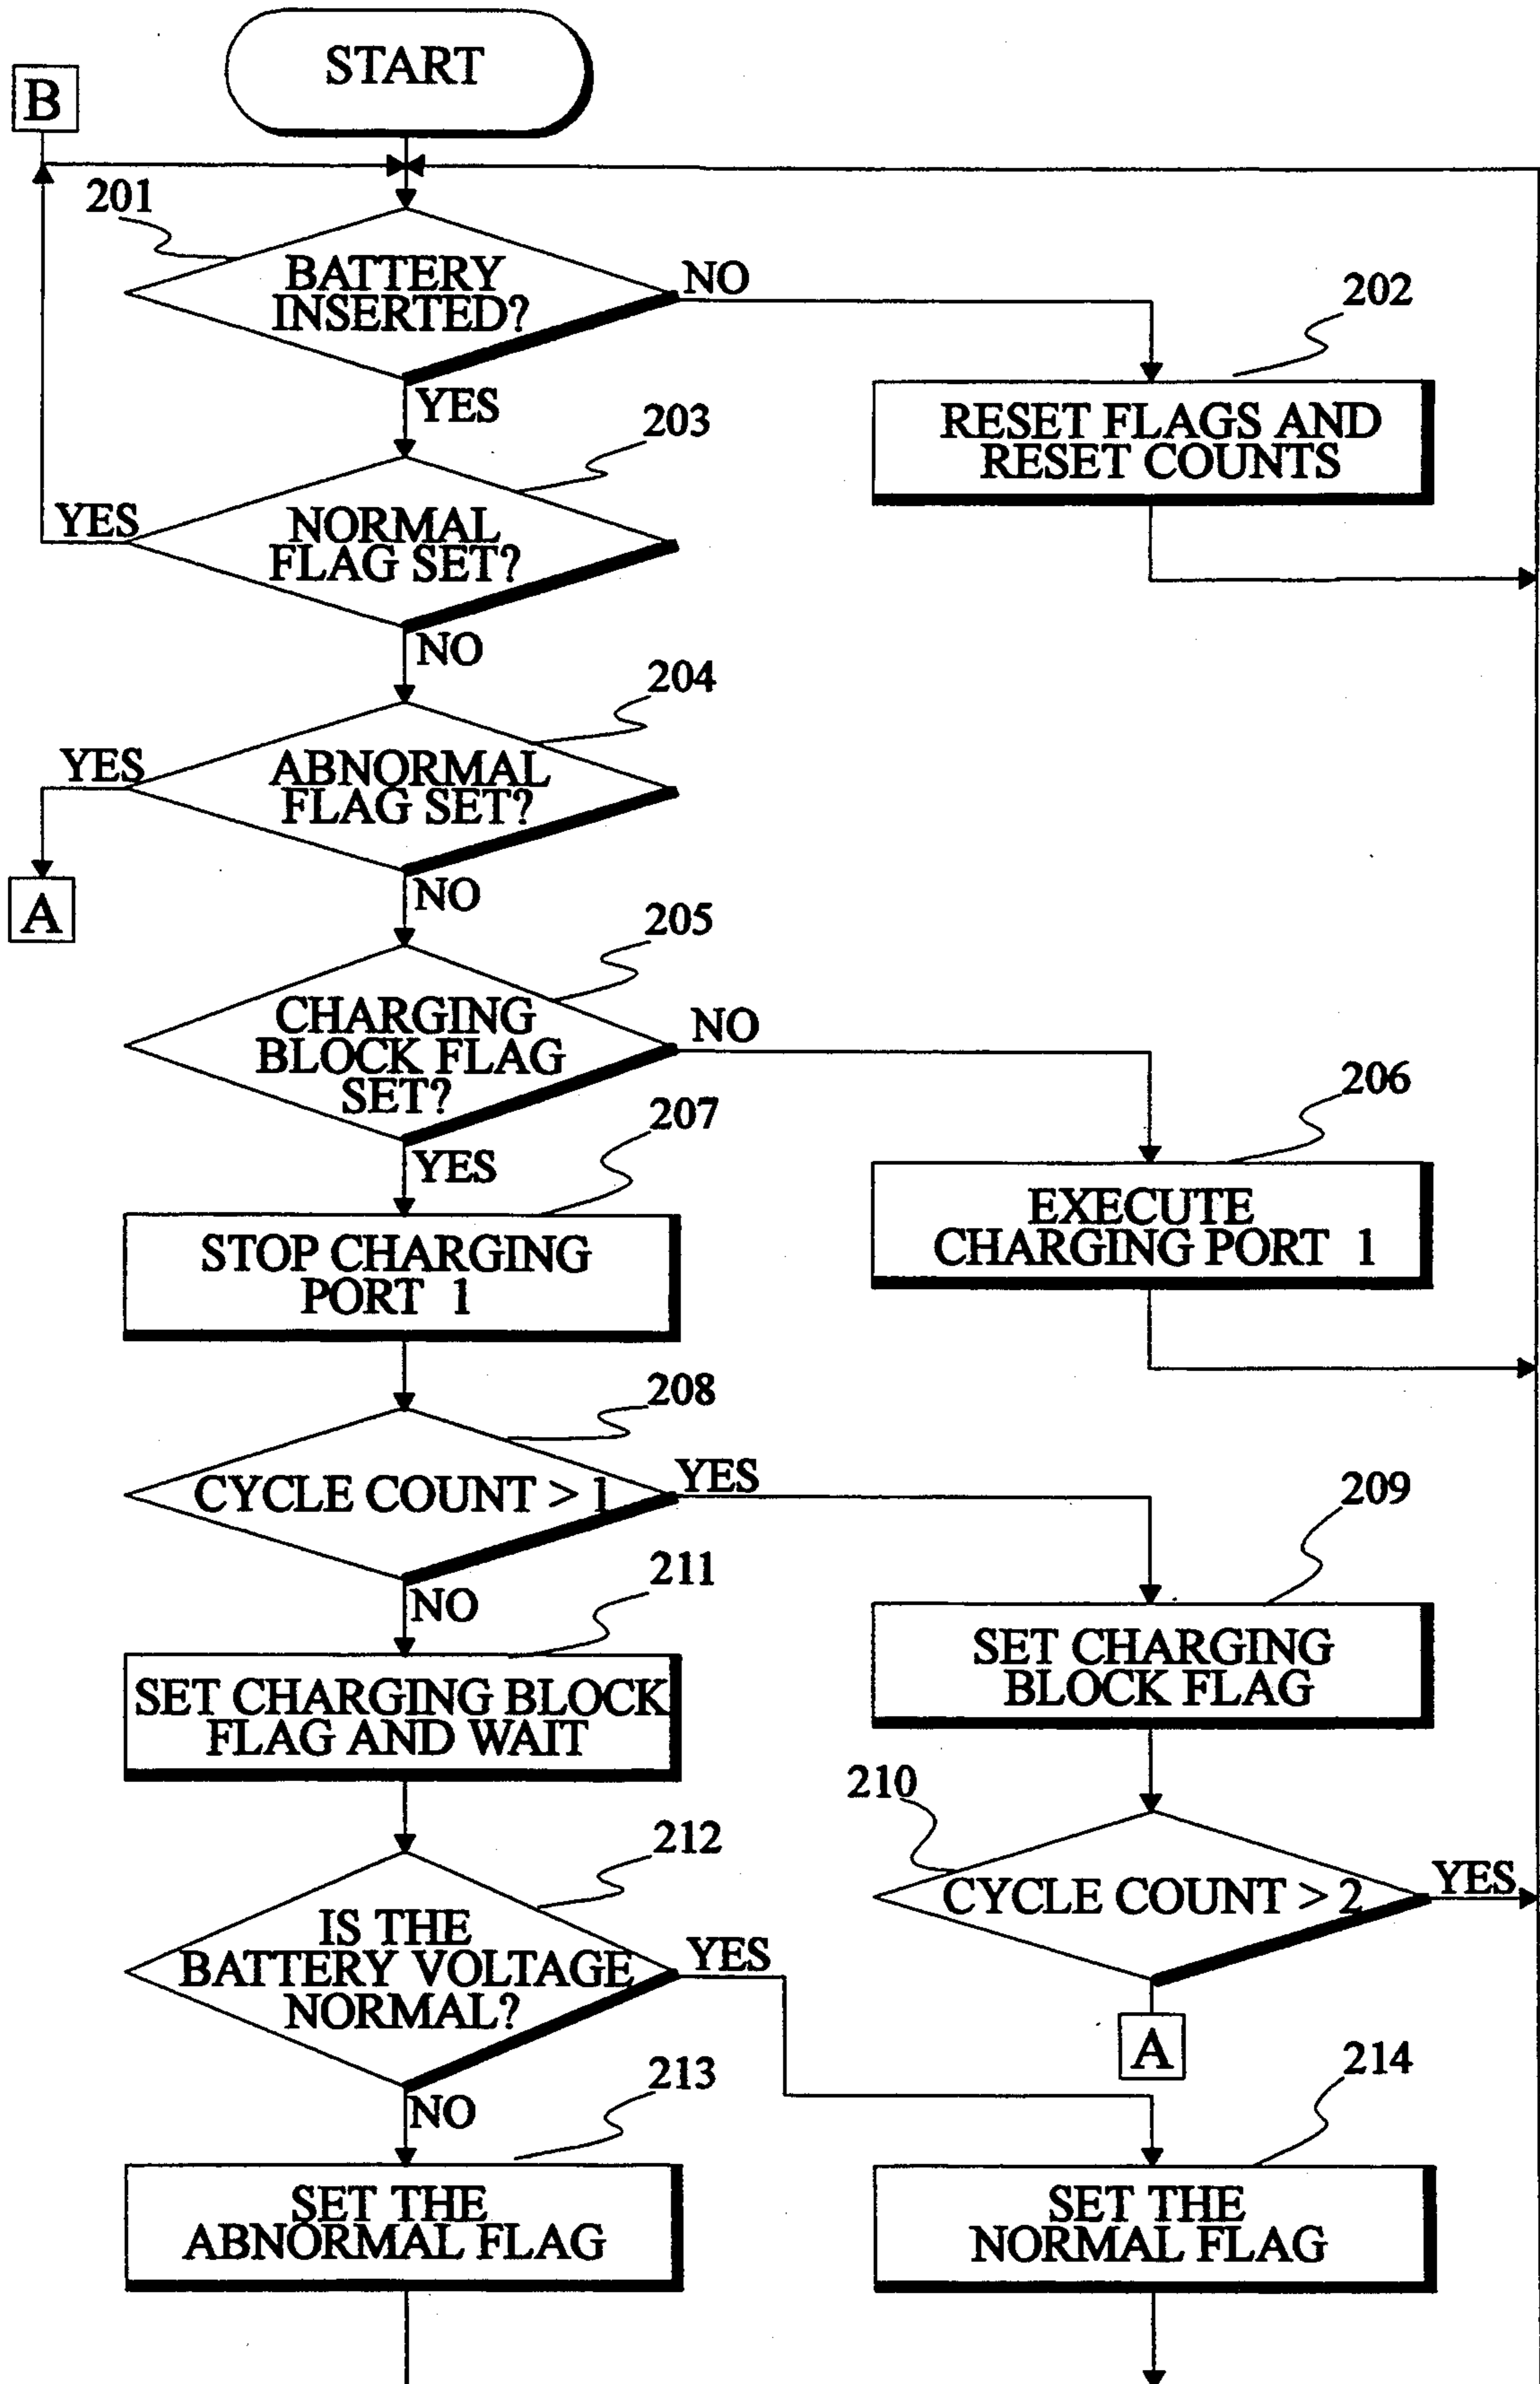 START
B
201
BATTERY
INSERTED?
NO
202
RESET FLAGS AND
RESET COUNTS
YES
203
NORMAL
FLAG SET?
YES
NO
204
ABNORMAL
FLAG SET?
YES
A
NO
205
CHARGING
BLOCK FLAG
SET?
NO
206
EXECUTE
CHARGING PORT 1
YES
207
STOP CHARGING
PORT 1
208
CYCLE COUNT > 1
YES
209
SET CHARGING
BLOCK FLAG
NO
211
SET CHARGING BLOCK
FLAG AND WAIT
210
CYCLE COUNT > 2
YES
A
212
IS THE
BATTERY VOLTAGE
NORMAL?
YES
NO
213
SET THE
ABNORMAL FLAG
214
SET THE
NORMAL FLAG